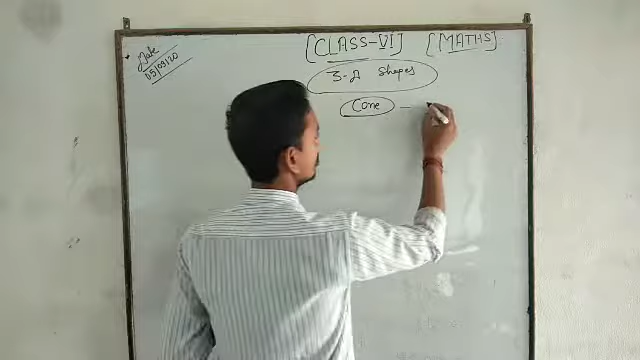 Date
05/09/20
[CLASS-VI] [MATHS]
3-D Shapes
Cone —